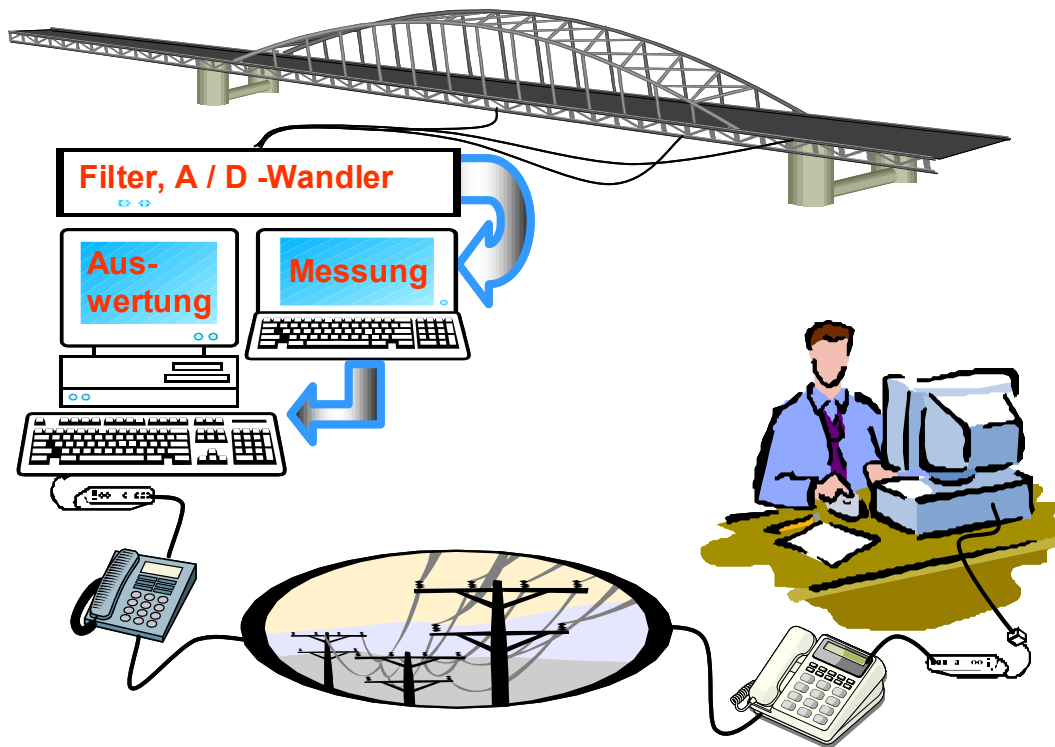 Filter, A / D -Wandler
Aus-
wertung
Messung